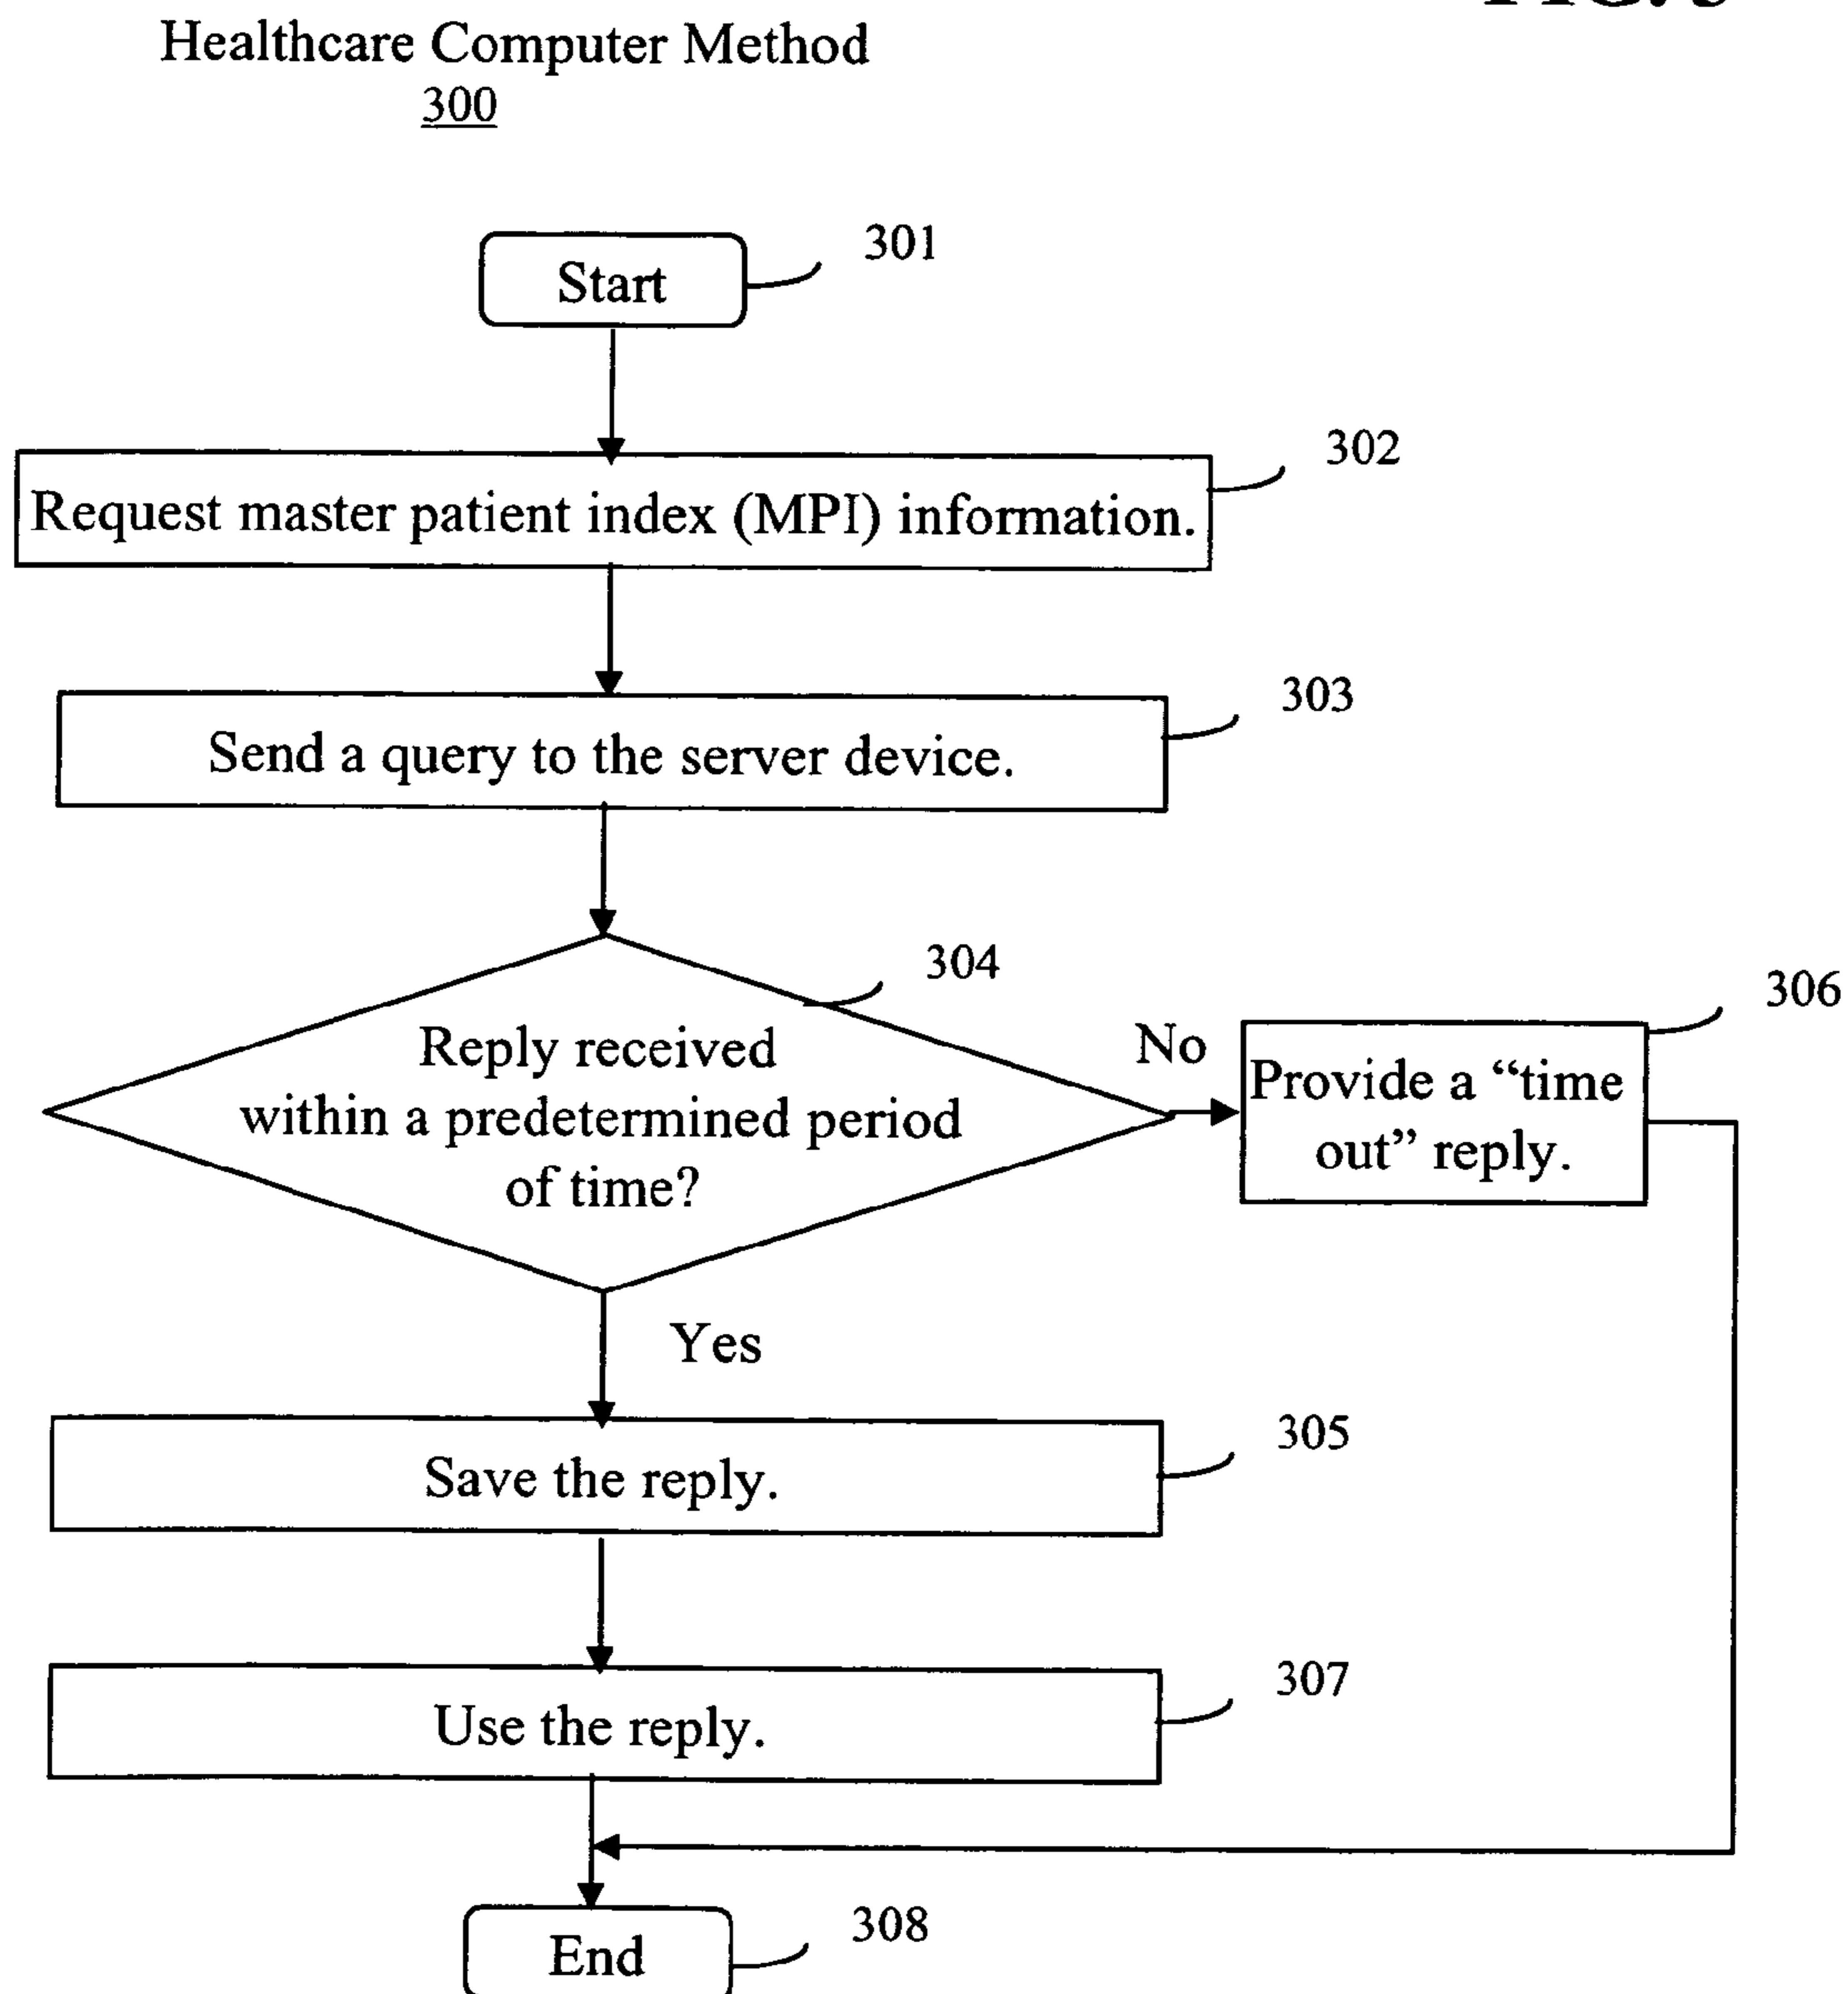 Healthcare Computer Method
300
301
Start
302
Request master patient index (MPI) information.
303
Send a query to the server device.
304
Reply received
within a predetermined period
of time?
No
306
Provide a “time
out” reply.
Yes
305
Save the reply.
307
Use the reply.
308
End